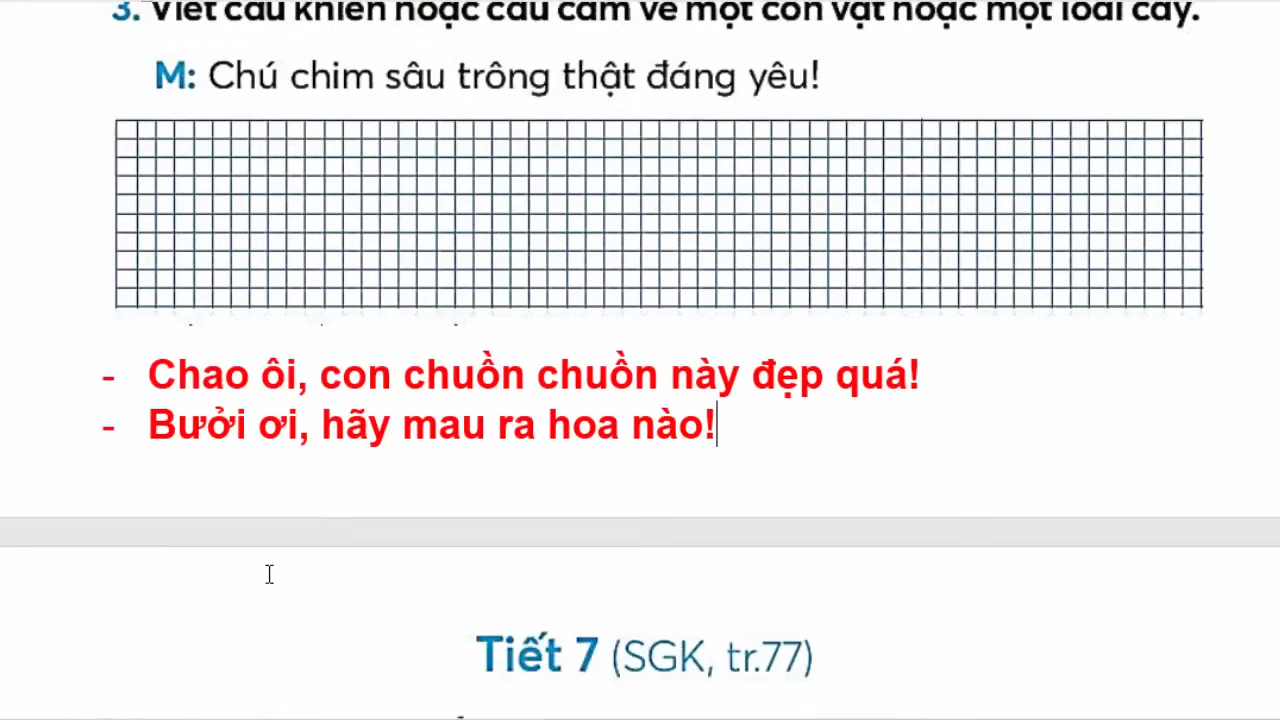 3. Viết câu khiến hoặc câu cảm về một con vật hoặc một loài cây.
M: Chú chim sâu trông thật đáng yêu!
- Chao ôi, con chuồn chuồn này đẹp quá!
- Bưởi ơi, hãy mau ra hoa nào!
Tiết 7 (SGK, tr.77)